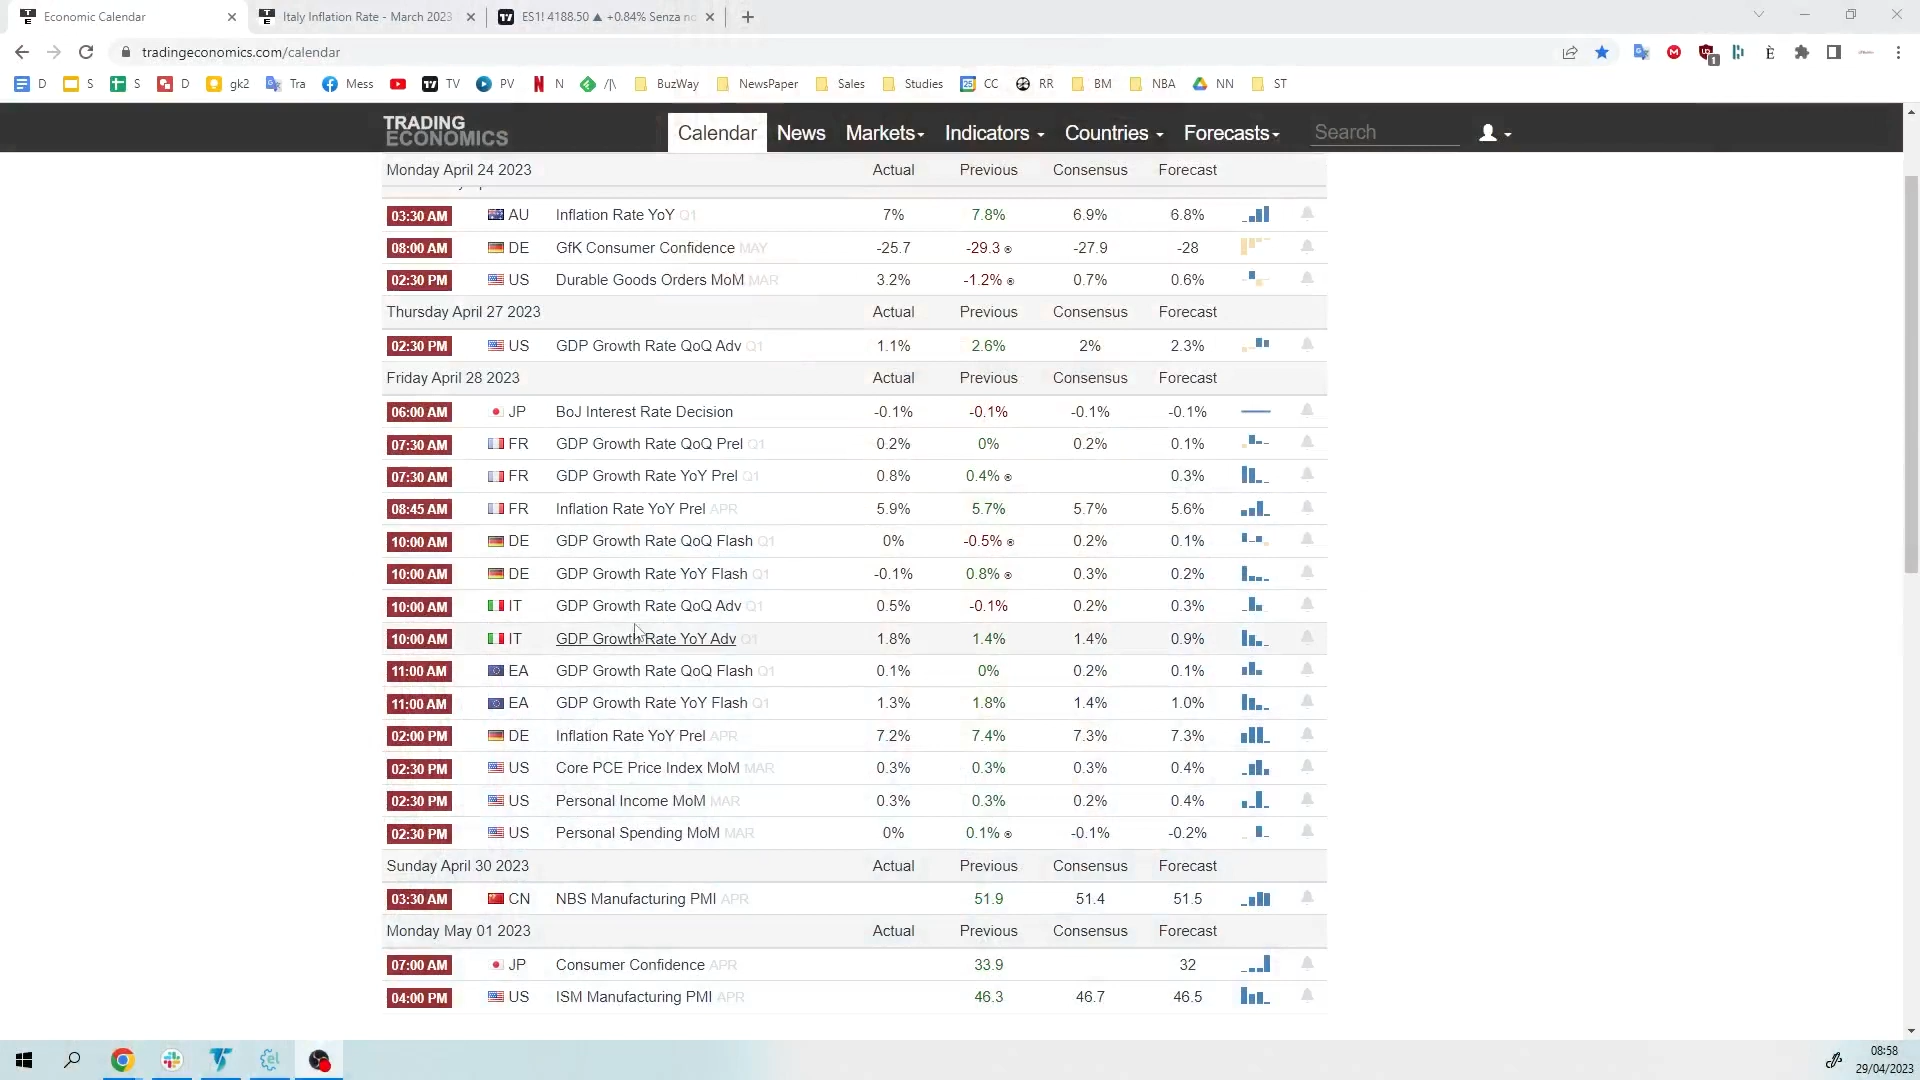 Economic Calendar
Italy Inflation Rate - March 2023
ES1! 4188.50 ▲ +0.84% Senza no
tradingeconomics.com/calendar
D S S D gk2 Tra Mess TV PV N /|\ BuzWay NewsPaper Sales Studies CC RR BM NBA NN ST
TRADING
ECONOMICS
Calendar News Markets Indicators Countries Forecasts Search
Monday April 24 2023 Actual Previous Consensus Forecast
03:30 AM AU Inflation Rate YoY Q1 7% 7.8% 6.9% 6.8%
08:00 AM DE GfK Consumer Confidence MAY -25.7 -29.3 -27.9 -28
02:30 PM US Durable Goods Orders MoM MAR 3.2% -1.2% 0.7% 0.6%
Thursday April 27 2023 Actual Previous Consensus Forecast
02:30 PM US GDP Growth Rate QoQ Adv Q1 1.1% 2.6% 2% 2.3%
Friday April 28 2023 Actual Previous Consensus Forecast
06:00 AM JP BoJ Interest Rate Decision -0.1% -0.1% -0.1% -0.1%
07:30 AM FR GDP Growth Rate QoQ Prel Q1 0.2% 0% 0.2% 0.1%
07:30 AM FR GDP Growth Rate YoY Prel Q1 0.8% 0.4% 0.3%
08:45 AM FR Inflation Rate YoY Prel APR 5.9% 5.7% 5.7% 5.6%
10:00 AM DE GDP Growth Rate QoQ Flash Q1 0% -0.5% 0.2% 0.1%
10:00 AM DE GDP Growth Rate YoY Flash Q1 -0.1% 0.8% 0.3% 0.2%
10:00 AM IT GDP Growth Rate QoQ Adv Q1 0.5% -0.1% 0.2% 0.3%
10:00 AM IT GDP Growth Rate YoY Adv Q1 1.8% 1.4% 1.4% 0.9%
11:00 AM EA GDP Growth Rate QoQ Flash Q1 0.1% 0% 0.2% 0.1%
11:00 AM EA GDP Growth Rate YoY Flash Q1 1.3% 1.8% 1.4% 1.0%
02:00 PM DE Inflation Rate YoY Prel APR 7.2% 7.4% 7.3% 7.3%
02:30 PM US Core PCE Price Index MoM MAR 0.3% 0.3% 0.3% 0.4%
02:30 PM US Personal Income MoM MAR 0.3% 0.3% 0.2% 0.4%
02:30 PM US Personal Spending MoM MAR 0% 0.1% -0.1% -0.2%
Sunday April 30 2023 Actual Previous Consensus Forecast
03:30 AM CN NBS Manufacturing PMI APR 51.9 51.4 51.5
Monday May 01 2023 Actual Previous Consensus Forecast
07:00 AM JP Consumer Confidence APR 33.9 32
04:00 PM US ISM Manufacturing PMI APR 46.3 46.7 46.5
08:58
29/04/2023